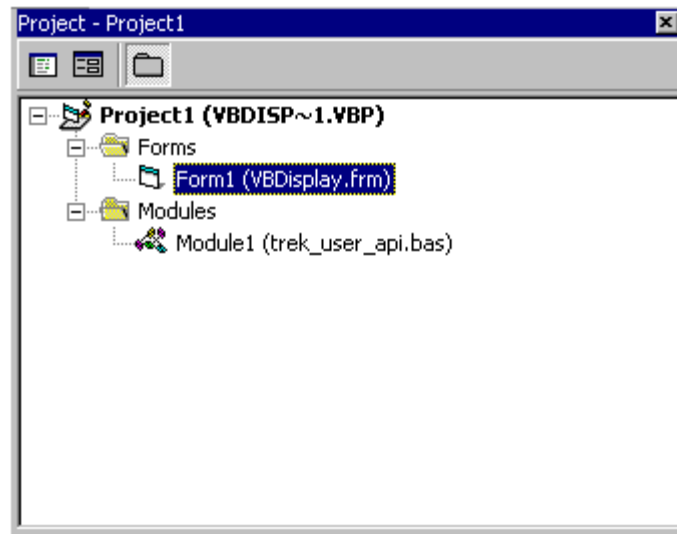 Project - Project1
Project1 (VBDISP~1.VBP)
Forms
Form1 (VBDisplay.frm)
Modules
Module1 (trek_user_api.bas)